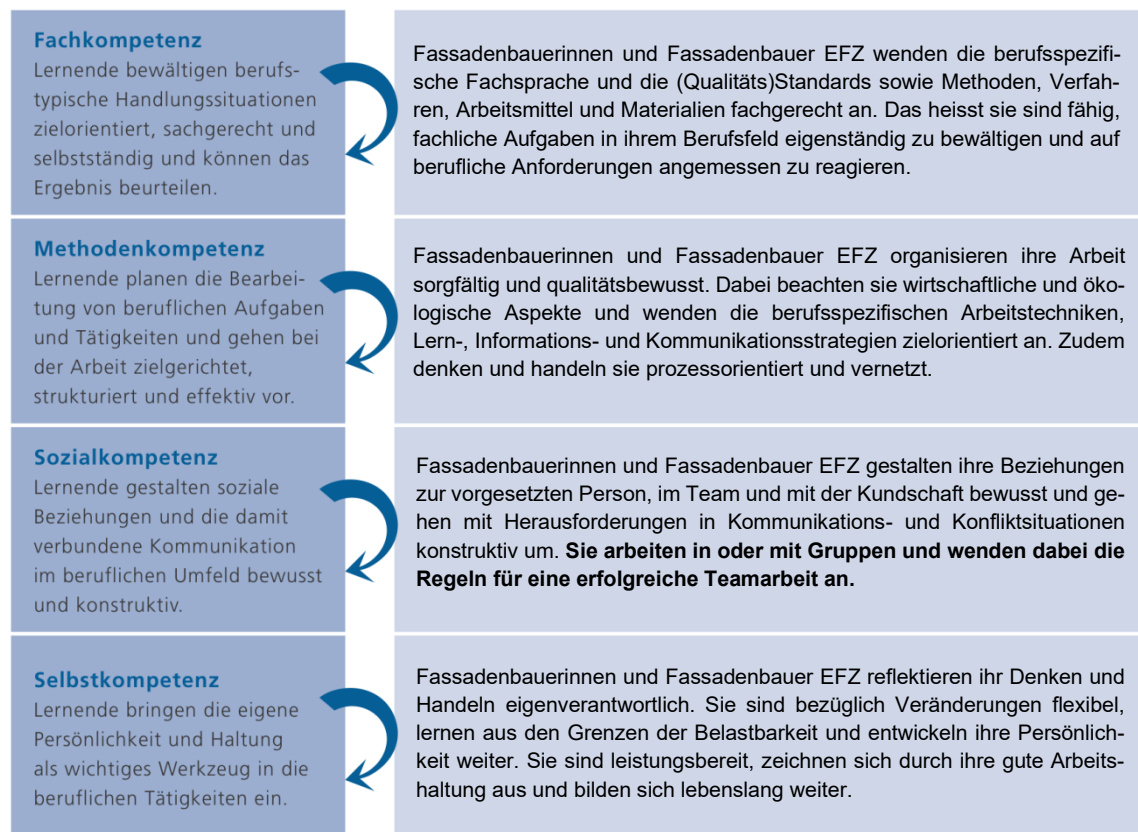 Fachkompetenz
Lernende bewältigen berufs-
typische Handlungssituationen
zielorientiert, sachgerecht und
selbstständig und können das
Ergebnis beurteilen.
Fassadenbauerinnen und Fassadenbauer EFZ wenden die berufsspezifi-
sche Fachsprache und die (Qualitäts)Standards sowie Methoden, Verfah-
ren, Arbeitsmittel und Materialien fachgerecht an. Das heisst sie sind fähig,
fachliche Aufgaben in ihrem Berufsfeld eigenständig zu bewältigen und auf
berufliche Anforderungen angemessen zu reagieren.
Methodenkompetenz
Lernende planen die Bearbei-
tung von beruflichen Aufgaben
und Tätigkeiten und gehen bei
der Arbeit zielgerichtet,
strukturiert und effektiv vor.
Fassadenbauerinnen und Fassadenbauer EFZ organisieren ihre Arbeit
sorgfältig und qualitätsbewusst. Dabei beachten sie wirtschaftliche und öko-
logische Aspekte und wenden die berufsspezifischen Arbeitstechniken,
Lern-, Informations- und Kommunikationsstrategien zielorientiert an. Zudem
denken und handeln sie prozessorientiert und vernetzt.
Sozialkompetenz
Lernende gestalten soziale
Beziehungen und die damit
verbundene Kommunikation
im beruflichen Umfeld bewusst
und konstruktiv.
Fassadenbauerinnen und Fassadenbauer EFZ gestalten ihre Beziehungen
zur vorgesetzten Person, im Team und mit der Kundschaft bewusst und ge-
hen mit Herausforderungen in Kommunikations- und Konfliktsituationen
konstruktiv um. Sie arbeiten in oder mit Gruppen und wenden dabei die
Regeln für eine erfolgreiche Teamarbeit an.
Selbstkompetenz
Lernende bringen die eigene
Persönlichkeit und Haltung
als wichtiges Werkzeug in die
beruflichen Tätigkeiten ein.
Fassadenbauerinnen und Fassadenbauer EFZ reflektieren ihr Denken und
Handeln eigenverantwortlich. Sie sind bezüglich Veränderungen flexibel,
lernen aus den Grenzen der Belastbarkeit und entwickeln ihre Persönlich-
keit weiter. Sie sind leistungsbereit, zeichnen sich durch ihre gute Arbeits-
haltung aus und bilden sich lebenslang weiter.